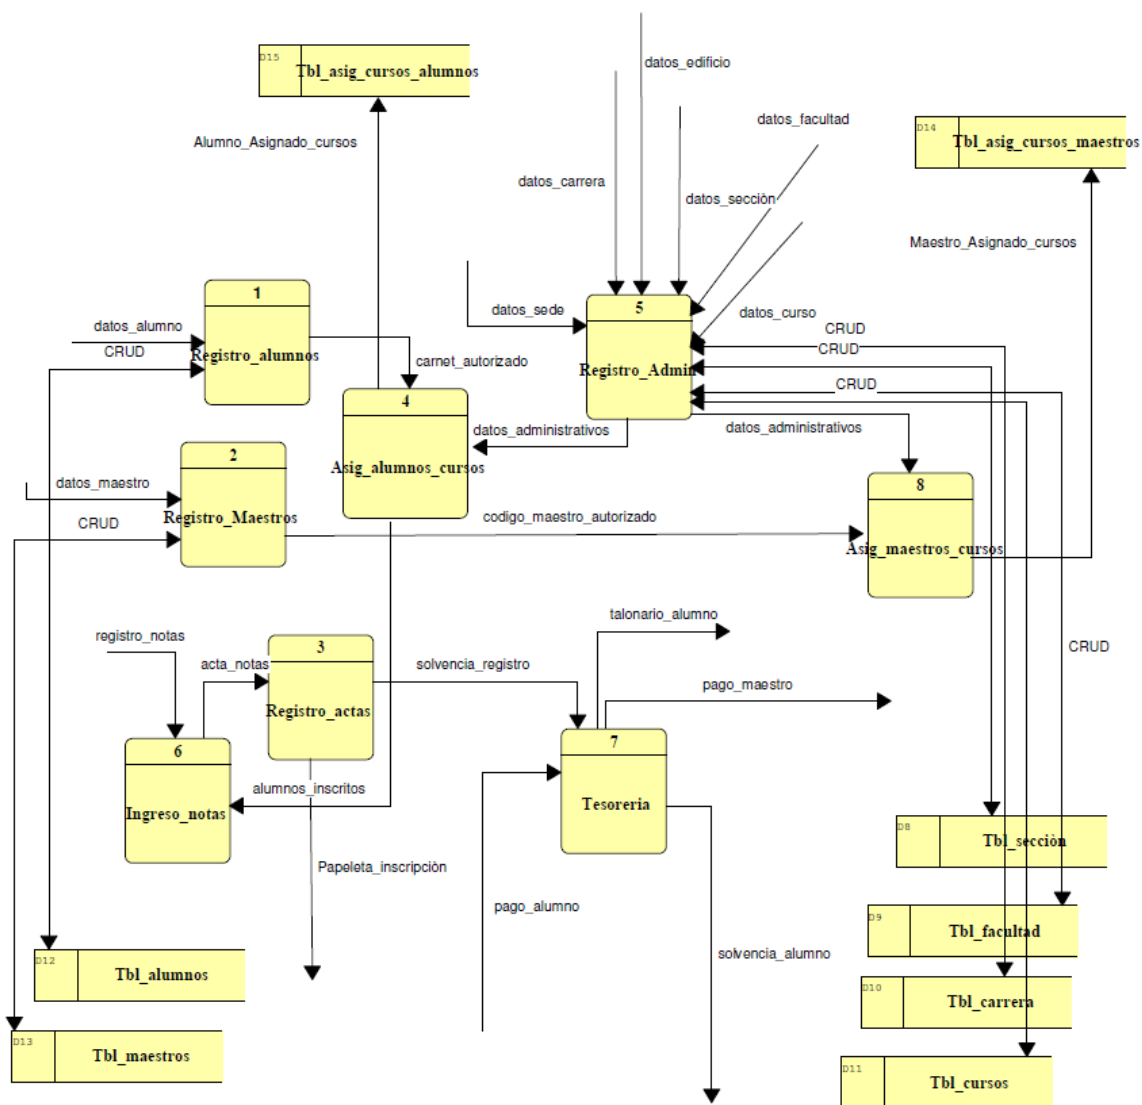 datos_edificio
D15
Tbl_asig_cursos_alumnos
datos_facultad
D14
Tbl_asig_cursos_maestros
Alumno_Asignado_cursos
datos_carrera
datos_secciòn
Maestro_Asignado_cursos
1
datos_sede
5
datos_curso
datos_alumno
CRUD
CRUD
CRUD
Registro_alumnos
carnet_autorizado
Registro_Admin
CRUD
4
datos_administrativos
datos_administrativos
2
Asig_alumnos_cursos
datos_maestro
8
Registro_Maestros
codigo_maestro_autorizado
CRUD
Asig_maestros_cursos
talonario_alumno
registro_notas
3
acta_notas
solvencia_registro
CRUD
pago_maestro
Registro_actas
7
6
alumnos_inscritos
Tesoreria
Ingreso_notas
D8
Tbl_secciòn
Papeleta_inscripciòn
pago_alumno
D9
Tbl_facultad
solvencia_alumno
D12
Tbl_alumnos
D10
Tbl_carrera
D13
Tbl_maestros
D11
Tbl_cursos